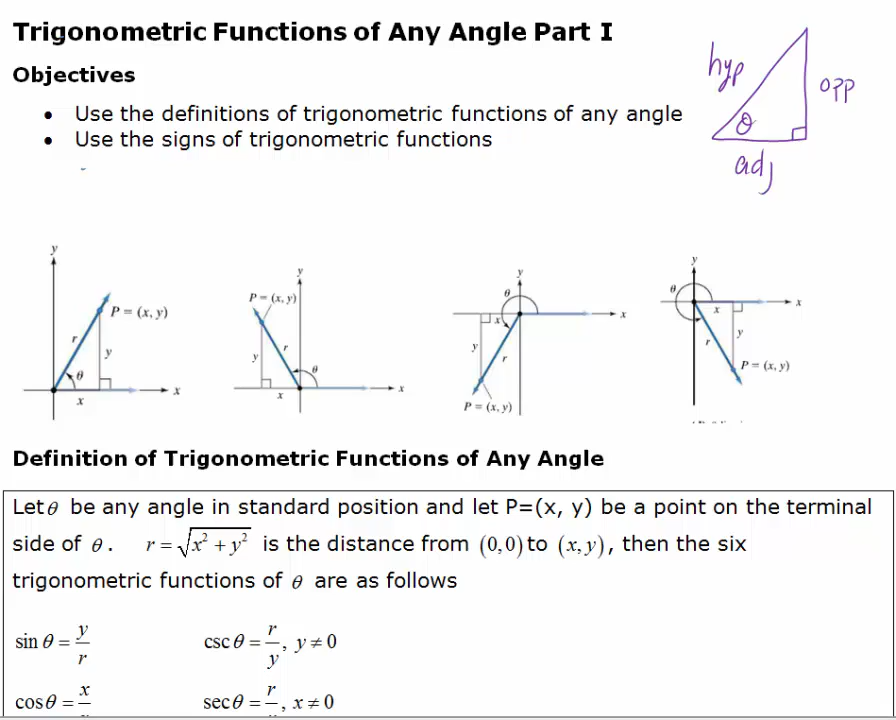 Trigonometric Functions of Any Angle Part I
Objectives
• Use the definitions of trigonometric functions of any angle
• Use the signs of trigonometric functions
hyp
opp
θ
adj
y
P = (x, y)
r
y
θ
x
x
y
P = (x, y)
r
y
θ
x
x
y
θ
x
x
y
r
P = (x, y)
y
θ
x
x
y
r
P = (x, y)
Definition of Trigonometric Functions of Any Angle
Let θ be any angle in standard position and let P=(x, y) be a point on the terminal
side of θ. r = √(x² + y²) is the distance from (0,0) to (x, y), then the six
trigonometric functions of θ are as follows
sin θ = y/r csc θ = r/y, y ≠ 0
cos θ = x/ sec θ = r/, x ≠ 0